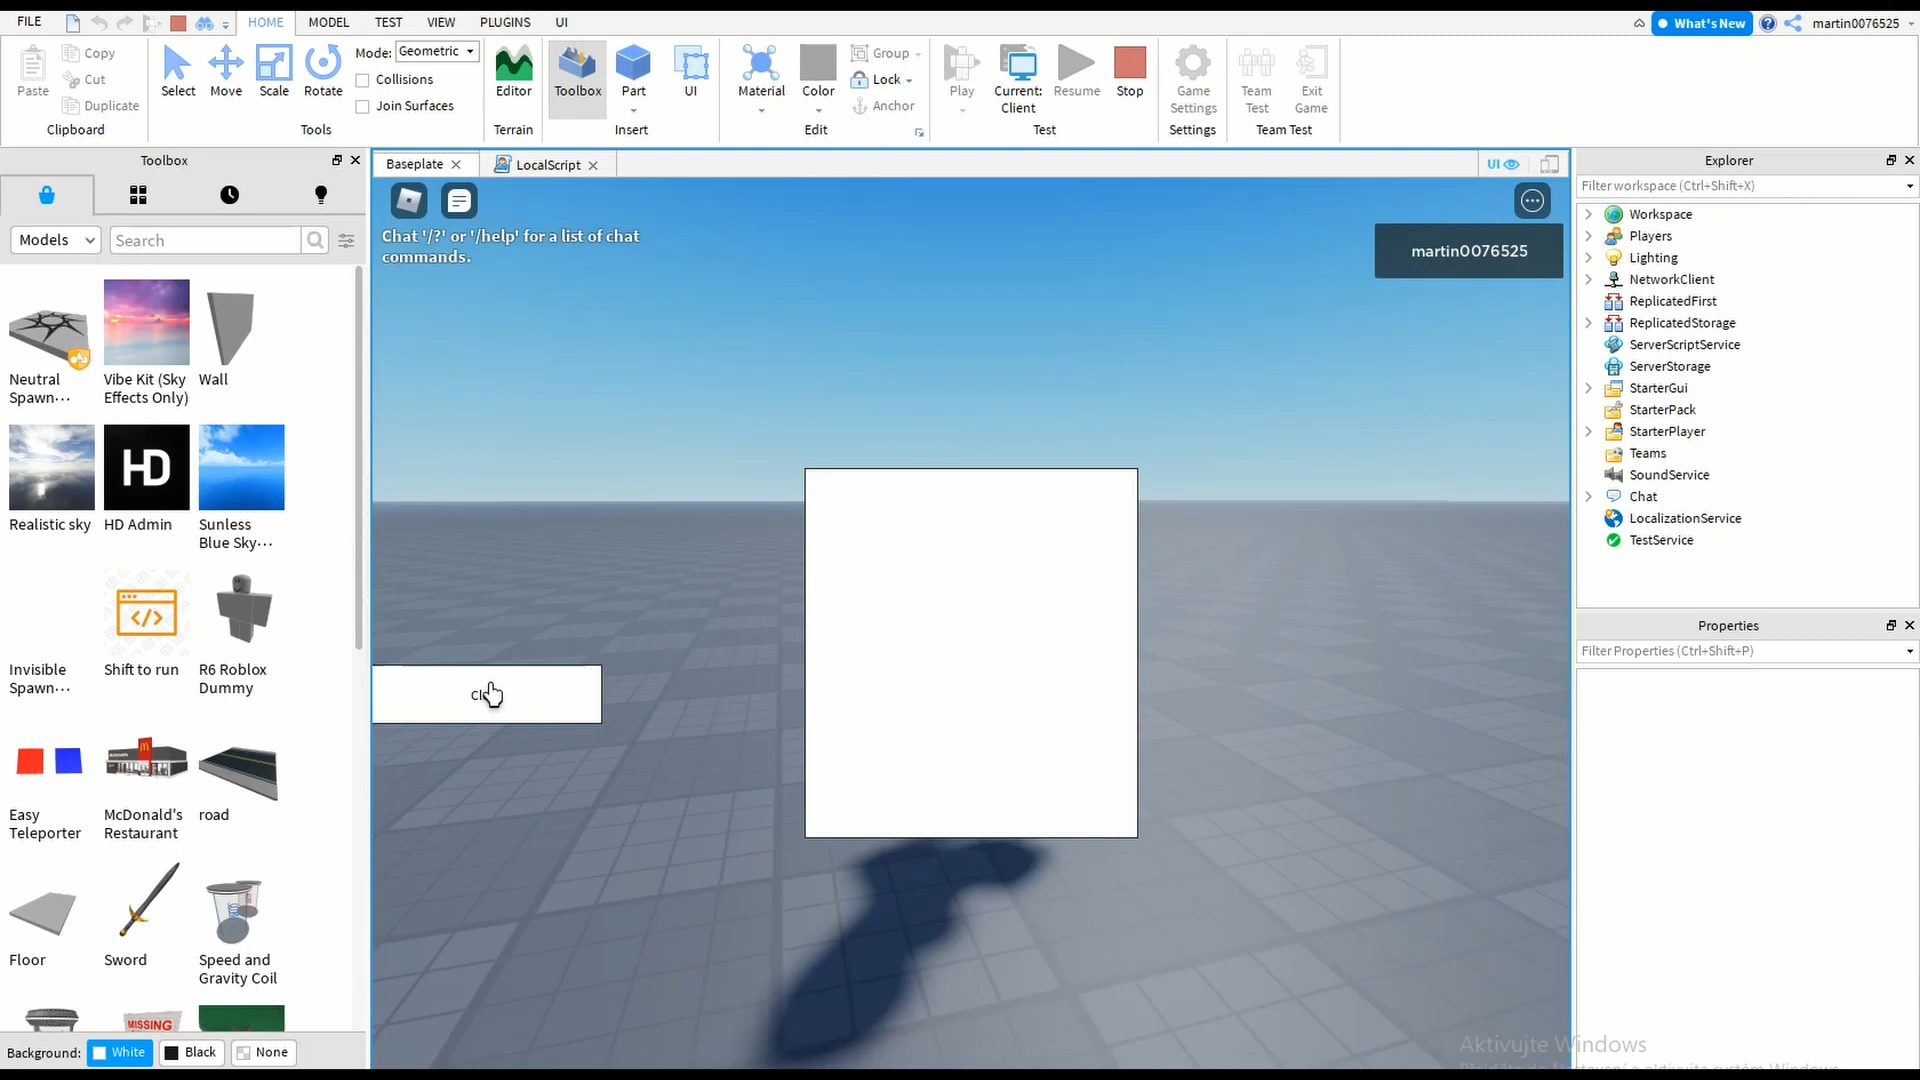 FILE
HOME
MODEL
TEST
VIEW
PLUGINS
UI
What's New
martin0076525
Paste
Copy
Cut
Duplicate
Clipboard
Select
Move
Scale
Rotate
Mode: Geometric
Collisions
Join Surfaces
Tools
Editor
Terrain
Toolbox
Part
UI
Insert
Material
Color
Group
Lock
Anchor
Edit
Play
Current:
Client
Resume
Stop
Test
Game
Settings
Settings
Team
Test
Exit
Game
Team Test
Toolbox
Models
Search
Neutral
Spawn...
Vibe Kit (Sky
Effects Only)
Wall
Realistic sky
HD
HD Admin
Sunless
Blue Sky...
Invisible
Spawn...
Shift to run
R6 Roblox
Dummy
Easy
Teleporter
McDonald's
Restaurant
road
Floor
Sword
Speed and
Gravity Coil
MISSING
Background: White Black None
Baseplate
LocalScript
UI
Chat '/?' or '/help' for a list of chat
commands.
martin0076525
Explorer
Filter workspace (Ctrl+Shift+X)
Workspace
Players
Lighting
NetworkClient
ReplicatedFirst
ReplicatedStorage
ServerScriptService
ServerStorage
StarterGui
StarterPack
StarterPlayer
Teams
SoundService
Chat
LocalizationService
TestService
Properties
Filter Properties (Ctrl+Shift+P)
Aktivujte Windows